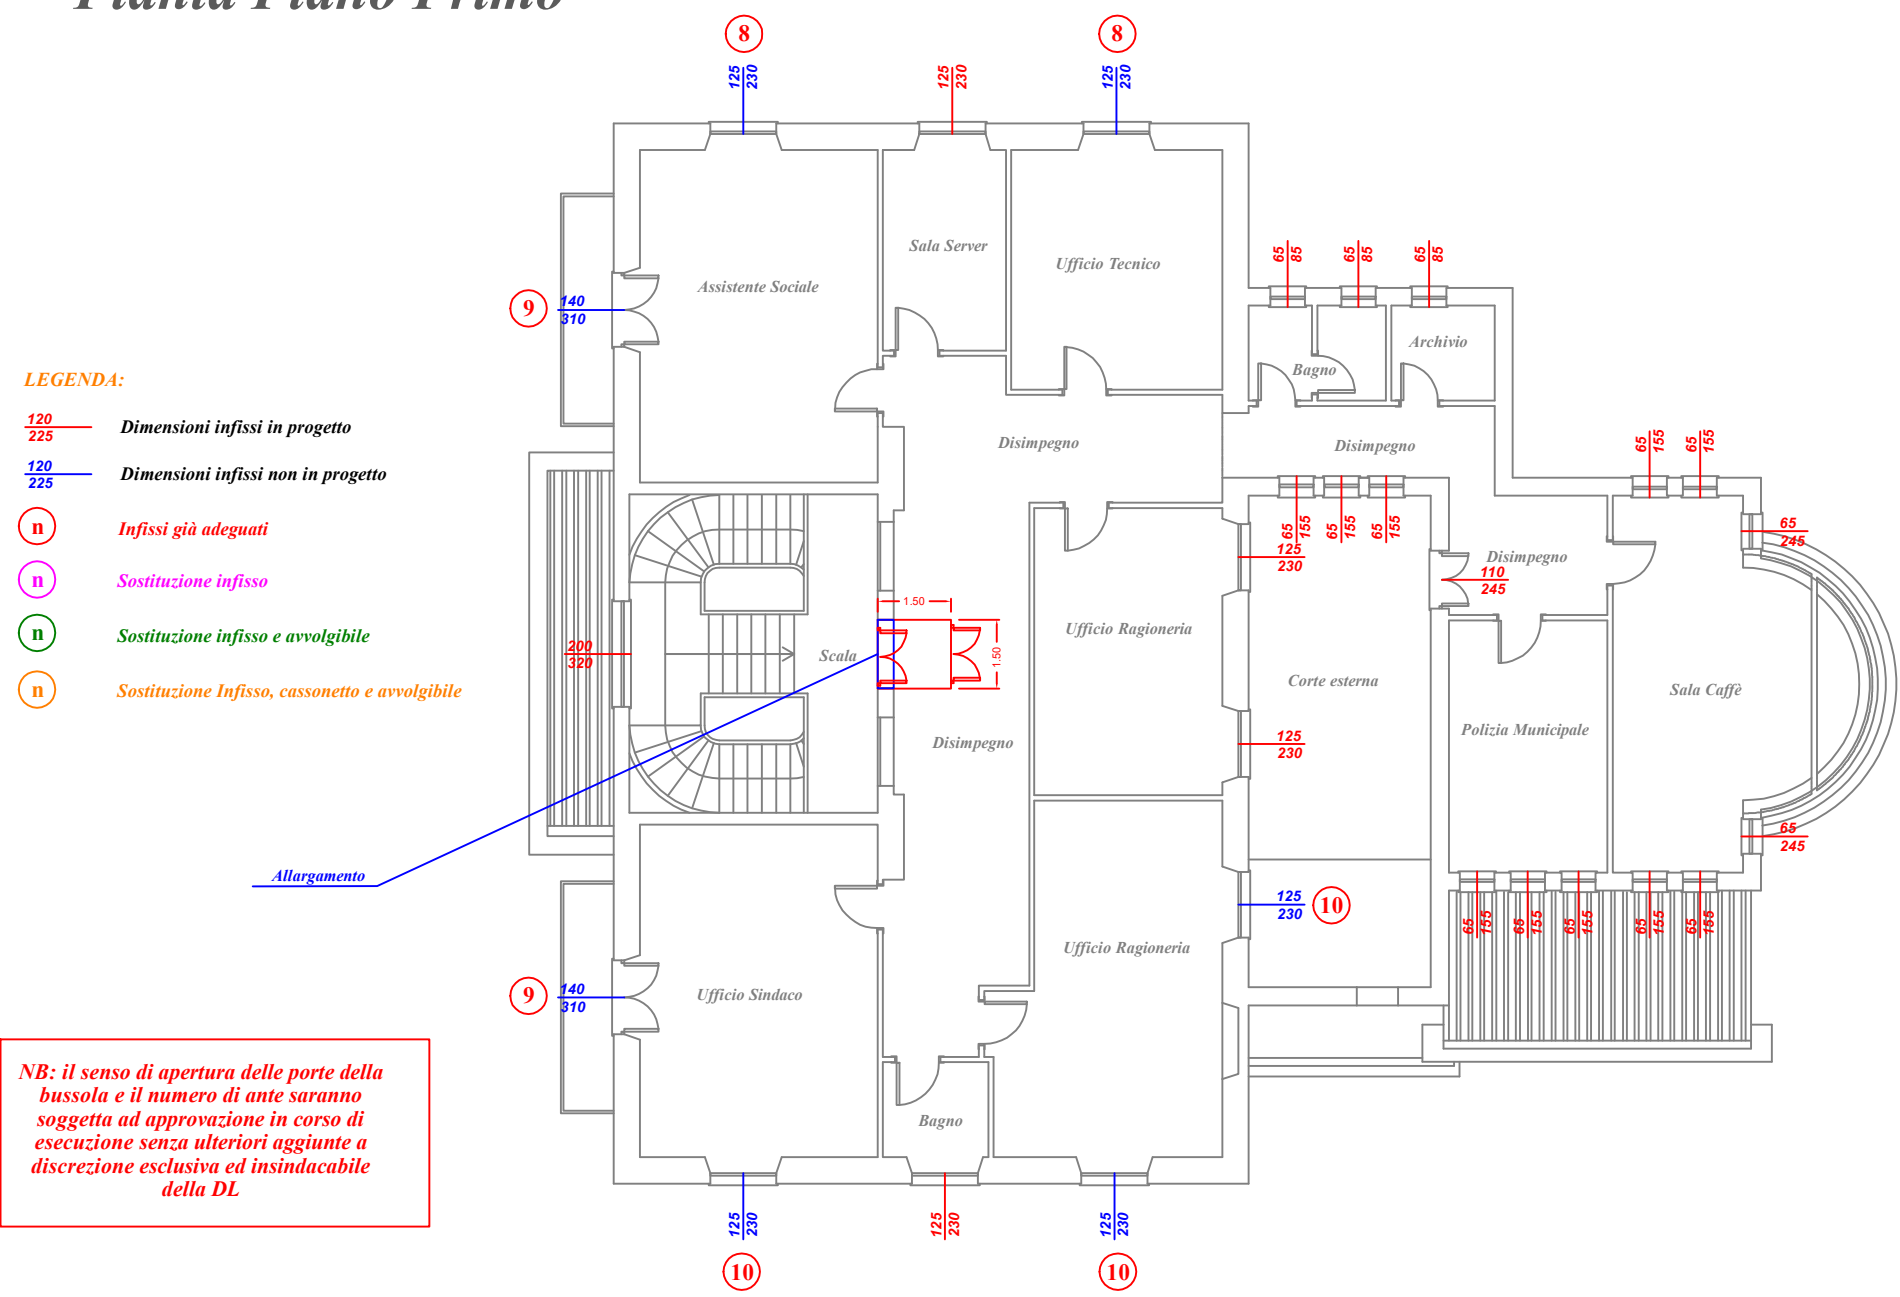 Pianta Piano Primo
8
8
125
230
125
230
125
230
Sala Server
Ufficio Tecnico
Assistente Sociale
65
85
65
85
65
85
9
140
310
Archivio
Bagno
LEGENDA:
120
225
Dimensioni infissi in progetto
120
225
Dimensioni infissi non in progetto
n
Infissi già adeguati
n
Sostituzione infisso
n
Sostituzione infisso e avvolgibile
n
Sostituzione Infisso, cassonetto e avvolgibile
Disimpegno
Disimpegno
65
155
65
155
65
155
65
155
65
155
65
245
125
230
Disimpegno
110
245
1.50
1.50
Ufficio Ragioneria
200
320
Scala
Corte esterna
Sala Caffè
Disimpegno
125
230
Polizia Municipale
65
245
Allargamento
125
230
10
65
155
65
155
65
155
65
155
65
155
Ufficio Ragioneria
9
140
310
Ufficio Sindaco
NB: il senso di apertura delle porte della
bussola e il numero di ante saranno
soggetta ad approvazione in corso di
esecuzione senza ulteriori aggiunte a
discrezione esclusiva ed insindacabile
della DL
Bagno
125
230
125
230
125
230
10
10